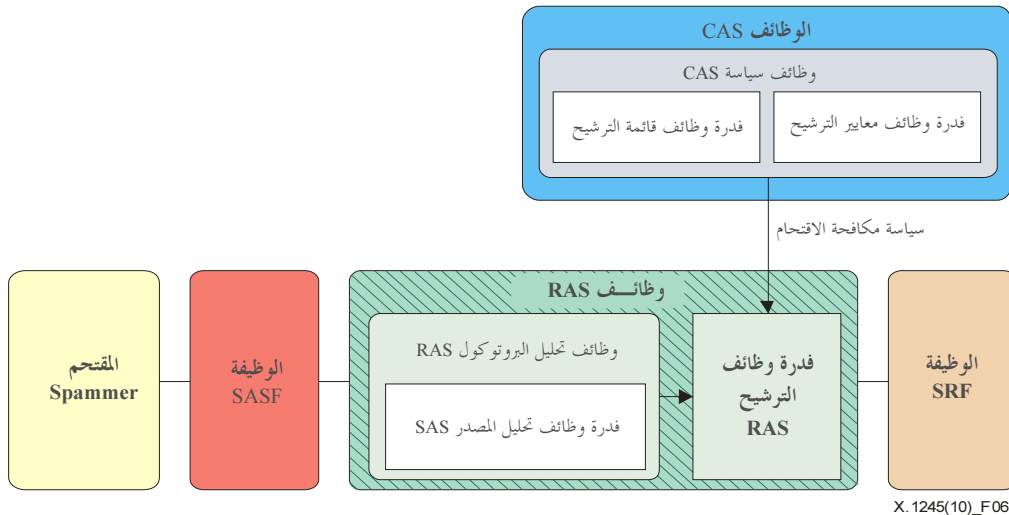 الوظائف CAS
وظائف سياسة CAS
فدرة وظائف معايير الترشيح
فدرة وظائف قائمة الترشيح
سياسة مكافحة الاقتحام
وظائـــف RAS
المقتحم
Spammer
الوظيفة
SASF
وظائف تحليل البروتوكول RAS
فدرة وظائف تحليل المصدر SAS
فدرة وظائف
الترشيح
RAS
الوظيفة
SRF
X.1245(10)_F06